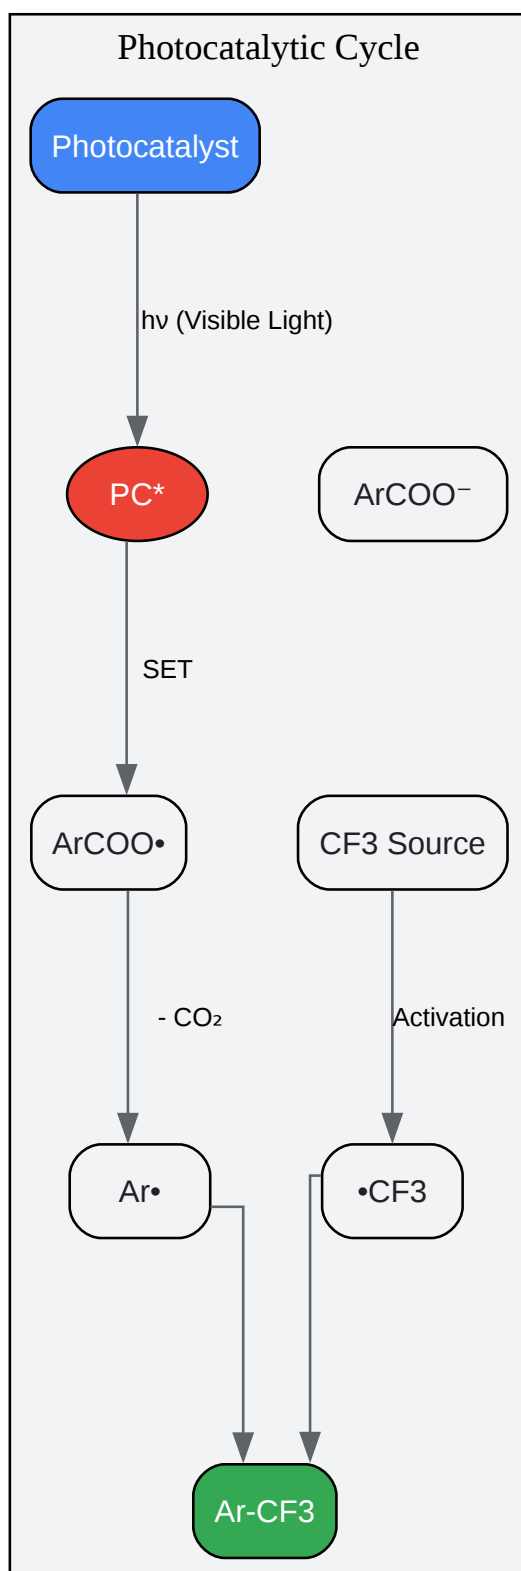 Photocatalytic Cycle
Photocatalyst
hν (Visible Light)
PC*
ArCOO⁻
SET
ArCOO•
CF3 Source
- CO₂
Activation
Ar•
•CF3
Ar-CF3